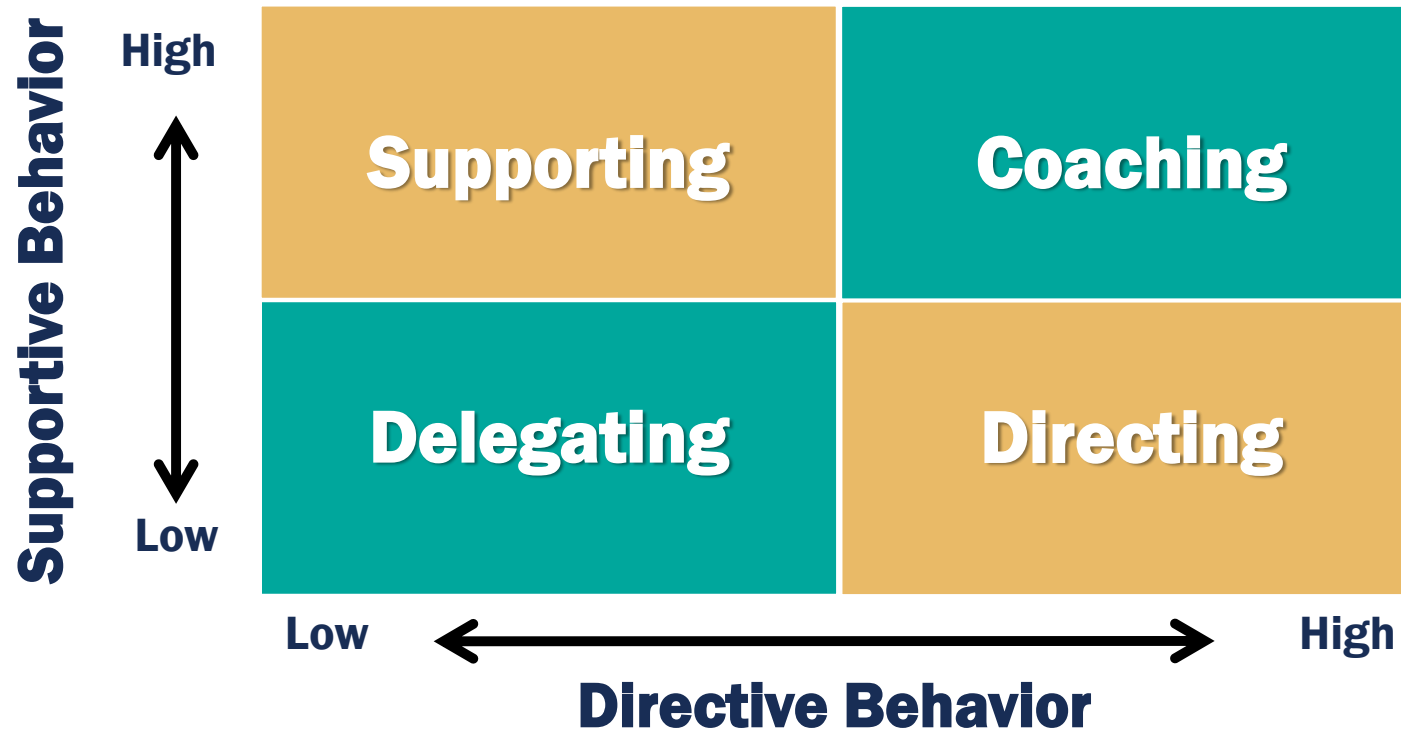 Supportive Behavior
High
Low
Supporting
Coaching
Delegating
Directing
Low
High
Directive Behavior